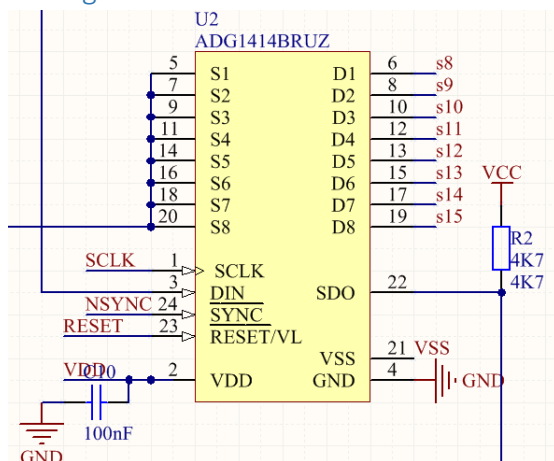 U2
ADG1414BRUZ
5 S1 D1 6 s8
7 S2 D2 8 s9
9 S3 D3 10 s10
11 S4 D4 12 s11
14 S5 D5 13 s12
16 S6 D6 15 s13
18 S7 D7 17 s14
20 S8 D8 19 s15
VCC
R2
4K7
4K7
SCLK 1 SCLK
3 DIN SDO 22
NSYNC 24 SYNC
RESET 23 RESET/VL
VSS 21 VSS
VDD 2 VDD GND 4 GND
C10
100nF
GND